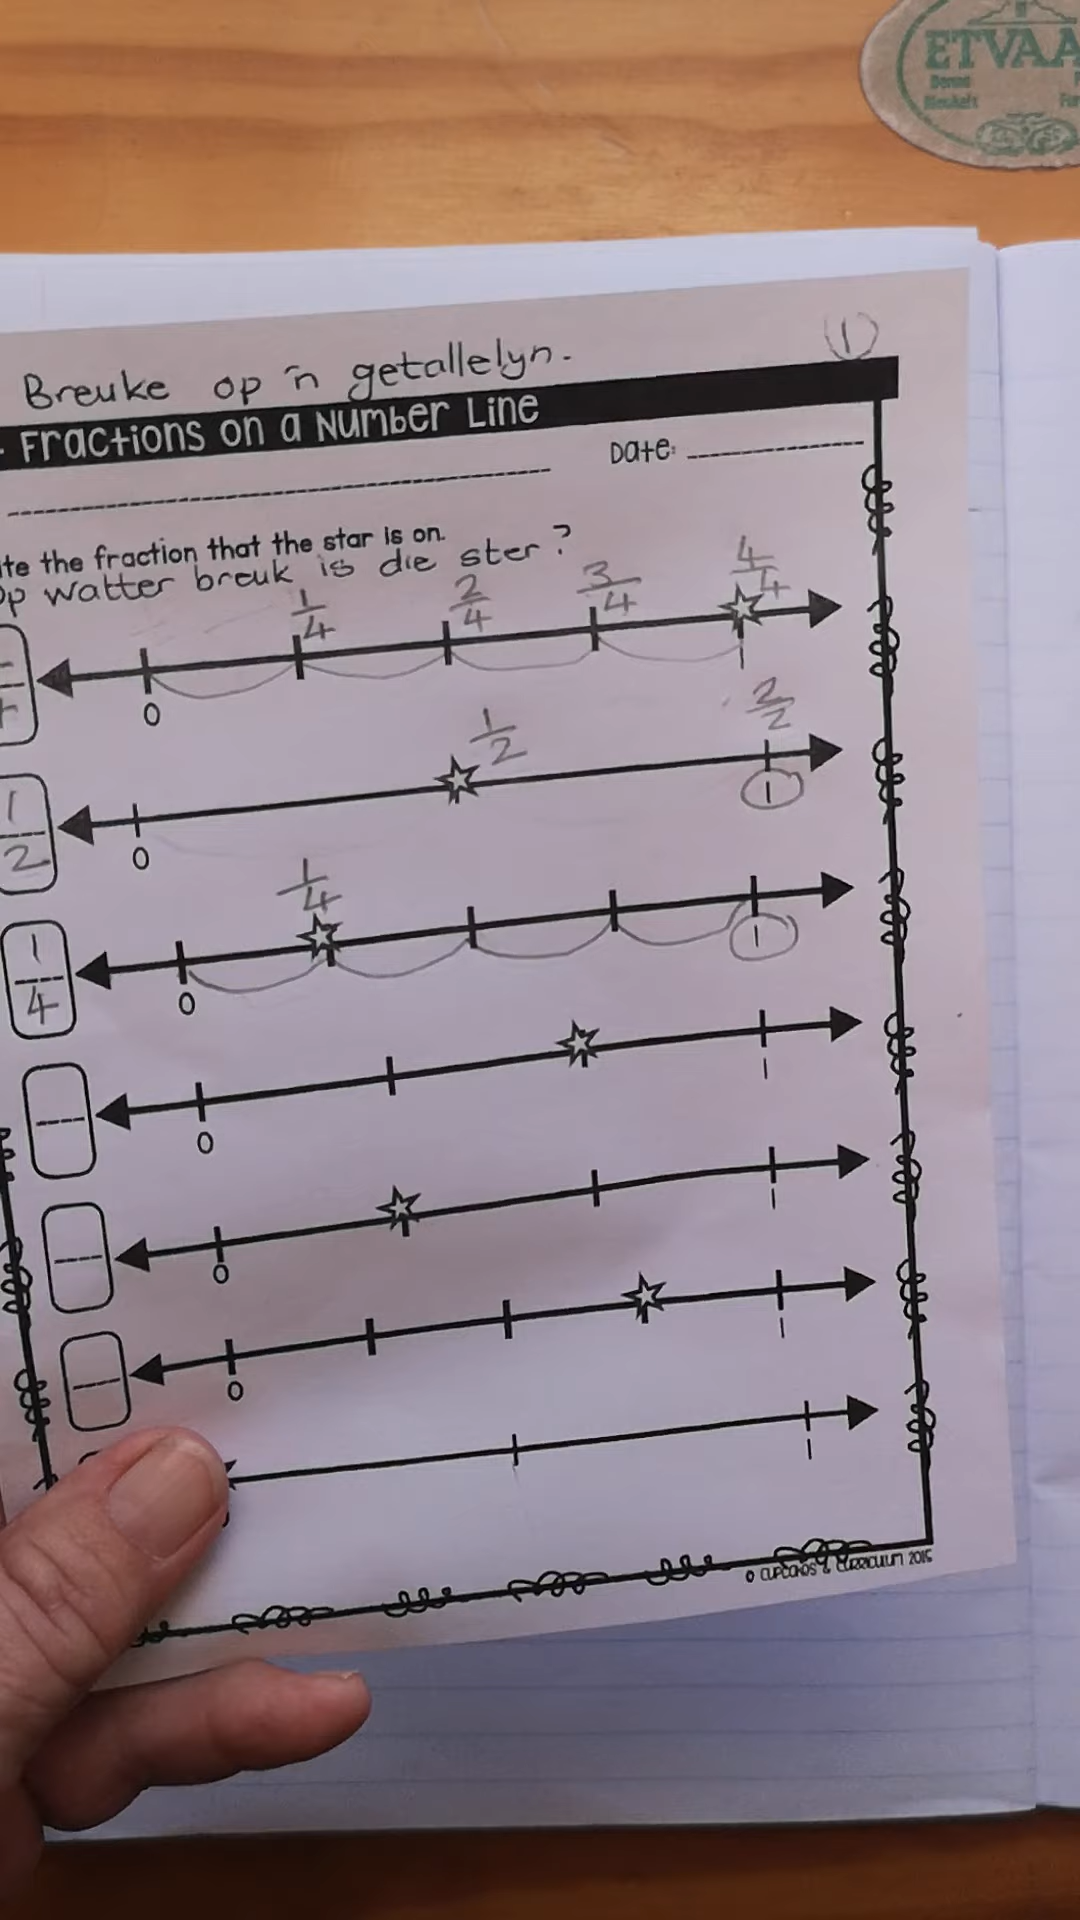 ETVAA
①
Breuke op 'n getallelyn.
Fractions on a Number Line
Date:
the fraction that the star is on.
watter breuk is die ster?
1/4 2/4 3/4 4/4
0 1
1/2 2/2
1/2
0 1
1/4
1/4
0 1
0 1
0 1
0 1
1
© CUPCAKES & CURRICULUM 2015